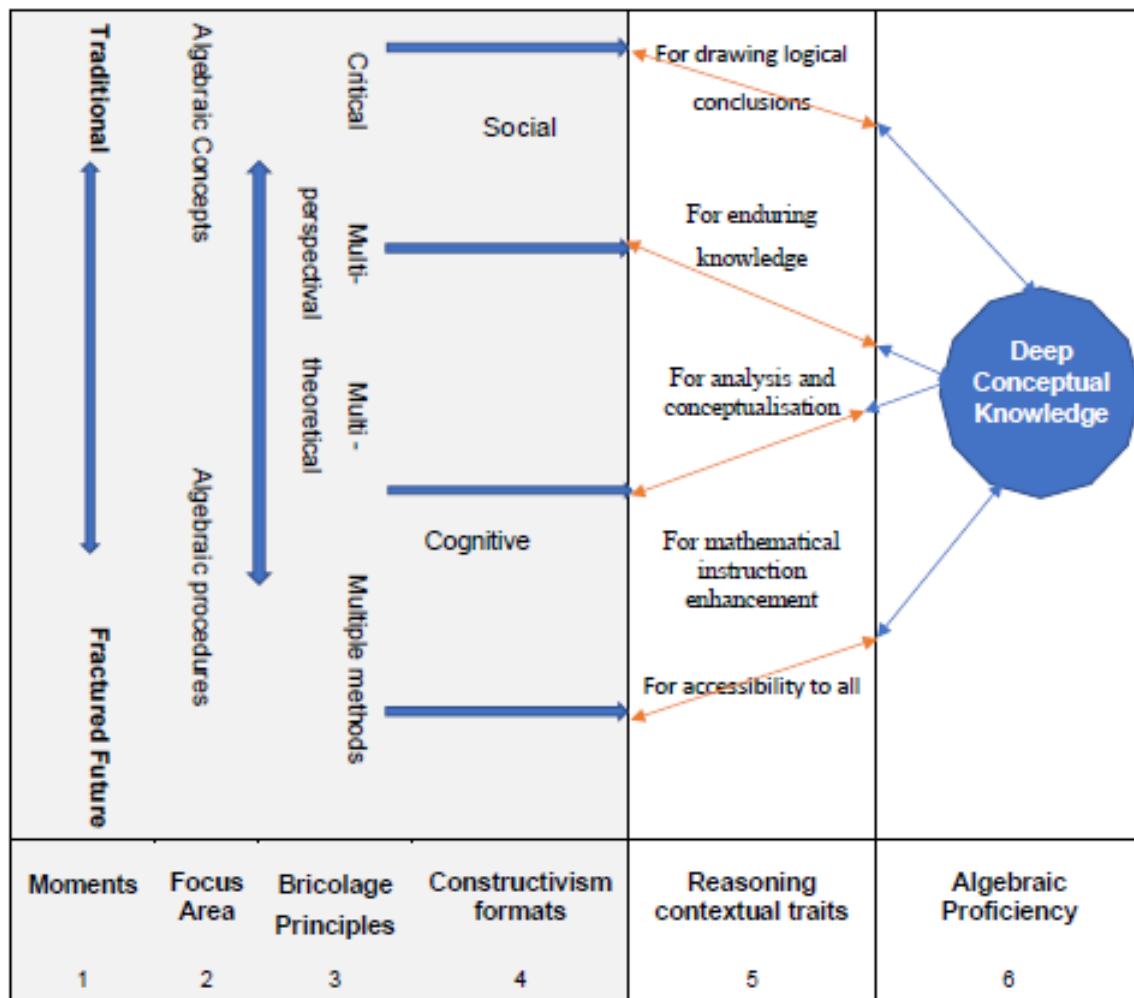 Traditional
Fractured Future
Algebraic Concepts
Algebraic procedures
Critical
Multi-
perspectival
Multi -
theoretical
Multiple methods
Social
Cognitive
For drawing logical
conclusions
For enduring
knowledge
For analysis and
conceptualisation
For mathematical
instruction
enhancement
For accessibility to all
Deep
Conceptual
Knowledge
Moments
1
Focus
Area
2
Bricolage
Principles
3
Constructivism
formats
4
Reasoning
contextual traits
5
Algebraic
Proficiency
6